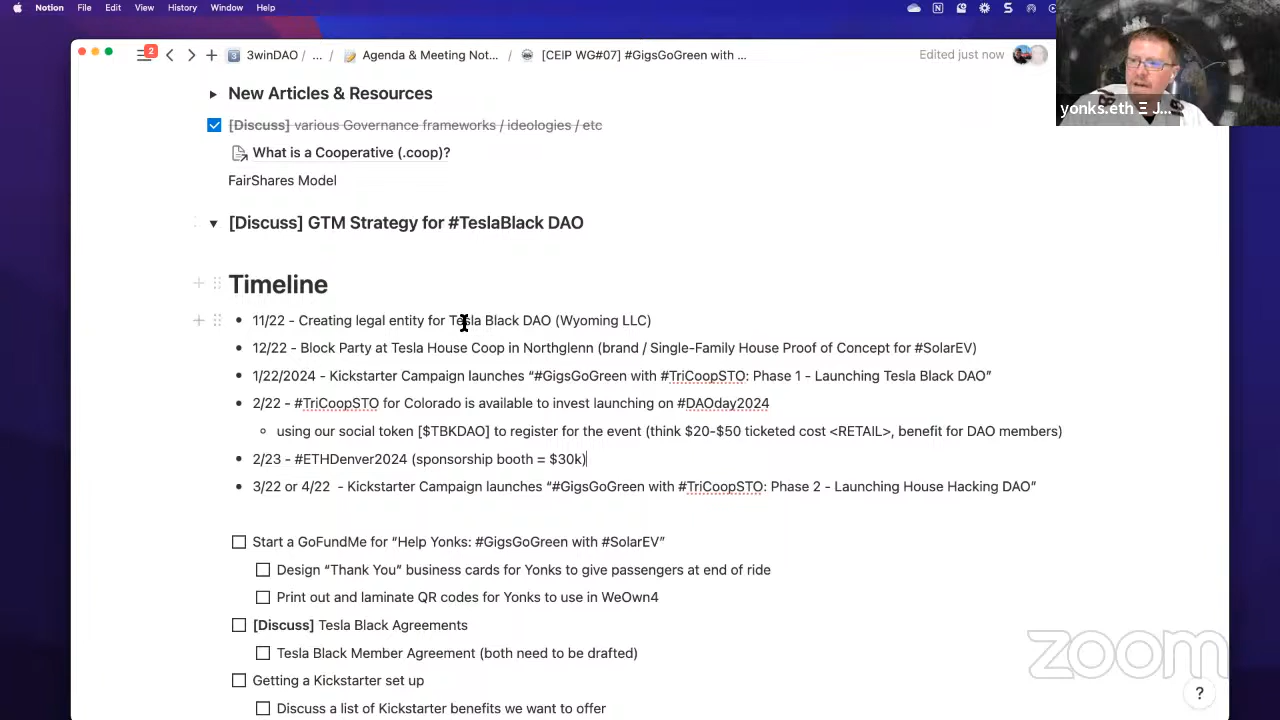 Notion File Edit View History Window
2
3winDAO / ... / Agenda & Meeting Not... / [CEIP WG#07] #GigsGoGreen with ...
Edited just now
yonks.eth Ξ J...
New Articles & Resources
[Discuss] various Governance frameworks / ideologies / etc
What is a Cooperative (.coop)?
FairShares Model
[Discuss] GTM Strategy for #TeslaBlack DAO
Timeline
11/22 - Creating legal entity for Tesla Black DAO (Wyoming LLC)
12/22 - Block Party at Tesla House Coop in Northglenn (brand / Single-Family House Proof of Concept for #SolarEV)
1/22/2024 - Kickstarter Campaign launches “#GigsGoGreen with #TriCoopSTO: Phase 1 - Launching Tesla Black DAO”
2/22 - #TriCoopSTO for Colorado is available to invest launching on #DAOday2024
using our social token [$TBKDAO] to register for the event (think $20-$50 ticketed cost <RETAIL>, benefit for DAO members)
2/23 - #ETHDenver2024 (sponsorship booth = $30k)
3/22 or 4/22 - Kickstarter Campaign launches “#GigsGoGreen with #TriCoopSTO: Phase 2 - Launching House Hacking DAO”
Start a GoFundMe for “Help Yonks: #GigsGoGreen with #SolarEV”
Design “Thank You” business cards for Yonks to give passengers at end of ride
Print out and laminate QR codes for Yonks to use in WeOwn4
[Discuss] Tesla Black Agreements
Tesla Black Member Agreement (both need to be drafted)
Getting a Kickstarter set up
Discuss a list of Kickstarter benefits we want to offer
zoom
?